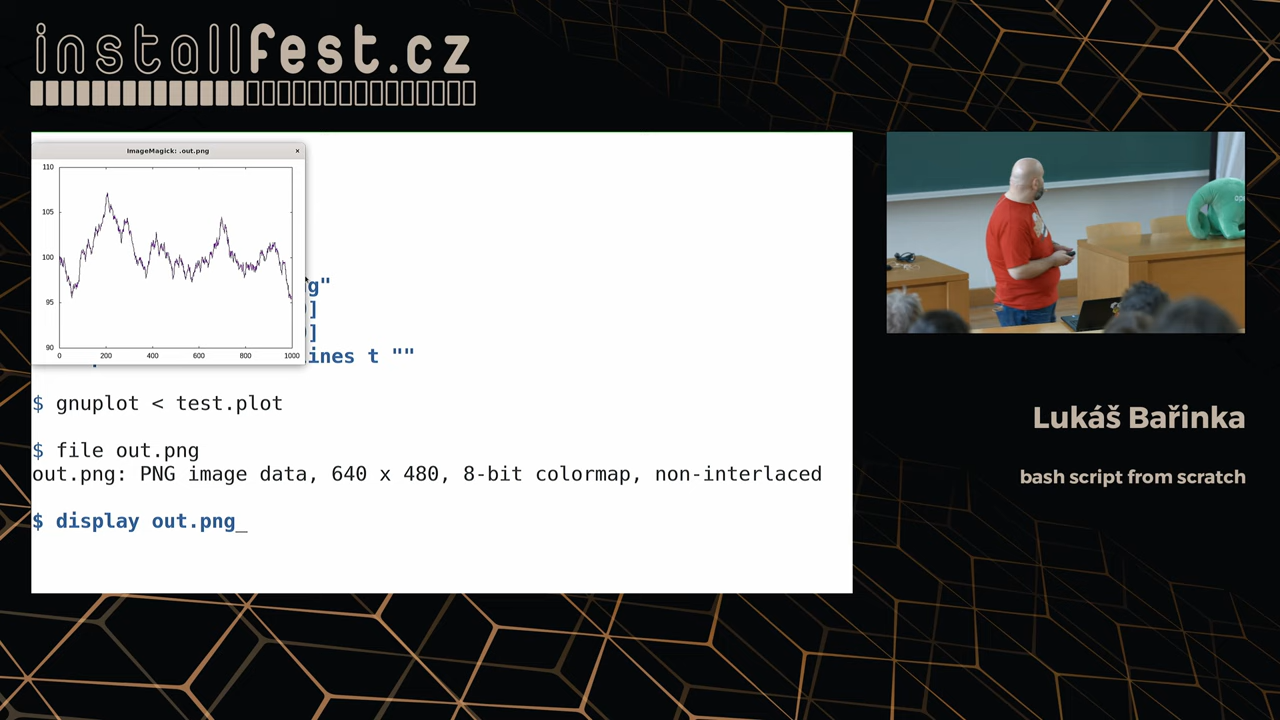 installfest.cz
ImageMagick: .out.png
×
110
105
100
95
90
0
200
400
600
800
1000
g"
]
]
ines t ""
$ gnuplot < test.plot
$ file out.png
out.png: PNG image data, 640 x 480, 8-bit colormap, non-interlaced
$ display out.png_
Lukáš Bařinka
bash script from scratch